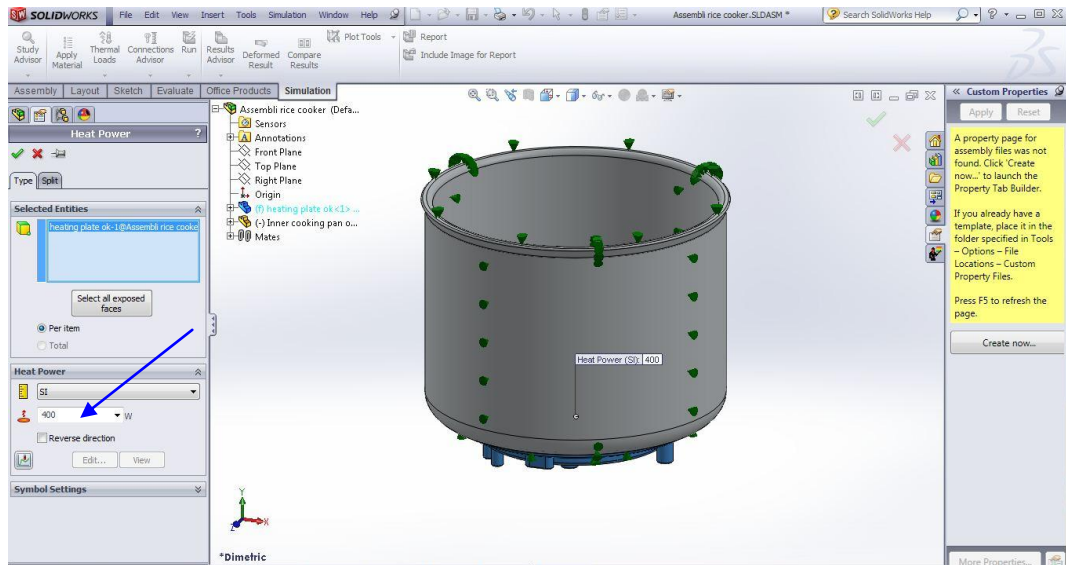 SOLIDWORKS File Edit View Insert Tools Simulation Window Help Assembli rice cooker.SLDASM * Search SolidWorks Help
Study Advisor Apply Material Thermal Loads Connections Advisor Run Results Advisor Deformed Result Compare Results Plot Tools
Report
Include Image for Report
Assembly Layout Sketch Evaluate Office Products Simulation
Heat Power ?
Type Split
Selected Entities
heating plate ok-1@Assembli rice cooke
Select all exposed
faces
Per item
Total
Heat Power
SI
400 W
Reverse direction
Edit... View
Symbol Settings
Assembli rice cooker (Defa...
Sensors
Annotations
Front Plane
Top Plane
Right Plane
Origin
(f) heating plate ok<1> ...
(-) Inner cooking pan o...
Mates
Heat Power (SI): 400
Y
X
Z
*Dimetric
Custom Properties
Apply Reset
A property page for
assembly files was not
found. Click 'Create
now...' to launch the
Property Tab Builder.
If you already have a
template, place it in the
folder specified in Tools
– Options – File
Locations – Custom
Property Files.
Press F5 to refresh the
page.
Create now...
More Properties...